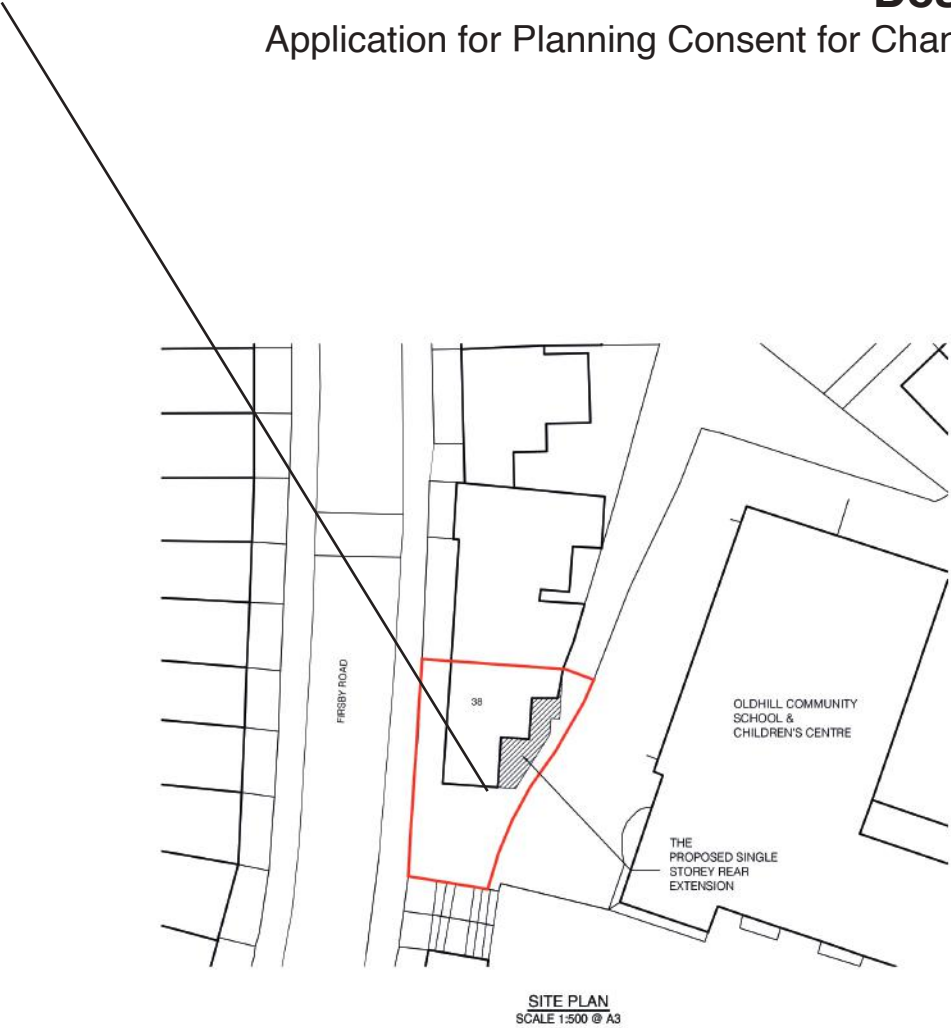 Application for Planning Consent for
FIRSBY ROAD
38
OLDHILL COMMUNITY
SCHOOL &
CHILDREN'S CENTRE
THE
PROPOSED SINGLE
STOREY REAR
EXTENSION
SITE PLAN
SCALE 1:500 @ A3